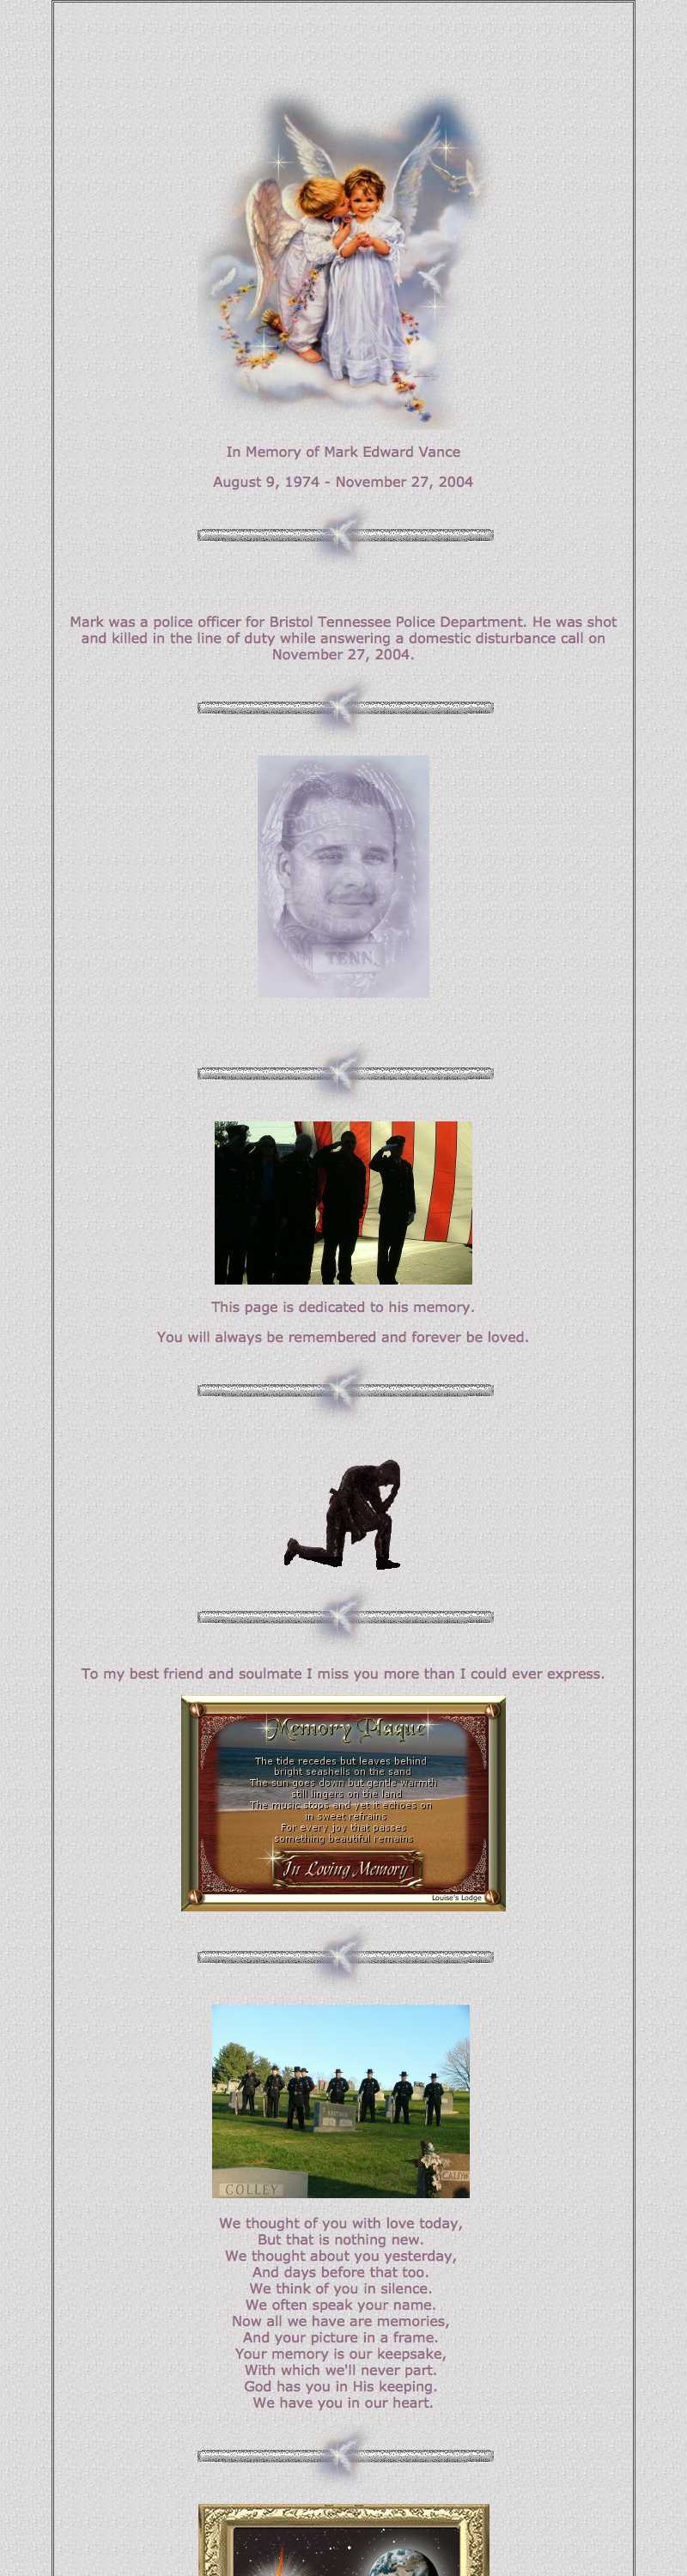 In Memory of Mark Edward Vance
August 9, 1974 - November 27, 2004
Mark was a police officer for Bristol Tennessee Police Department. He was shot
and killed in the line of duty while answering a domestic disturbance call on
November 27, 2004.
TENN.
This page is dedicated to his memory.
You will always be remembered and forever be loved.
To my best friend and soulmate I miss you more than I could ever express.
Memory Plaque
The tide recedes but leaves behind
bright seashells on the sand
The sun goes down but gentle warmth
still lingers on the land
The music stops and yet it echoes on
in sweet refrains
For every joy that passes
something beautiful remains
In Loving Memory
Louise's Lodge
COLLEY
We thought of you with love today,
But that is nothing new.
We thought about you yesterday,
And days before that too.
We think of you in silence.
We often speak your name.
Now all we have are memories,
And your picture in a frame.
Your memory is our keepsake,
With which we'll never part.
God has you in His keeping.
We have you in our heart.